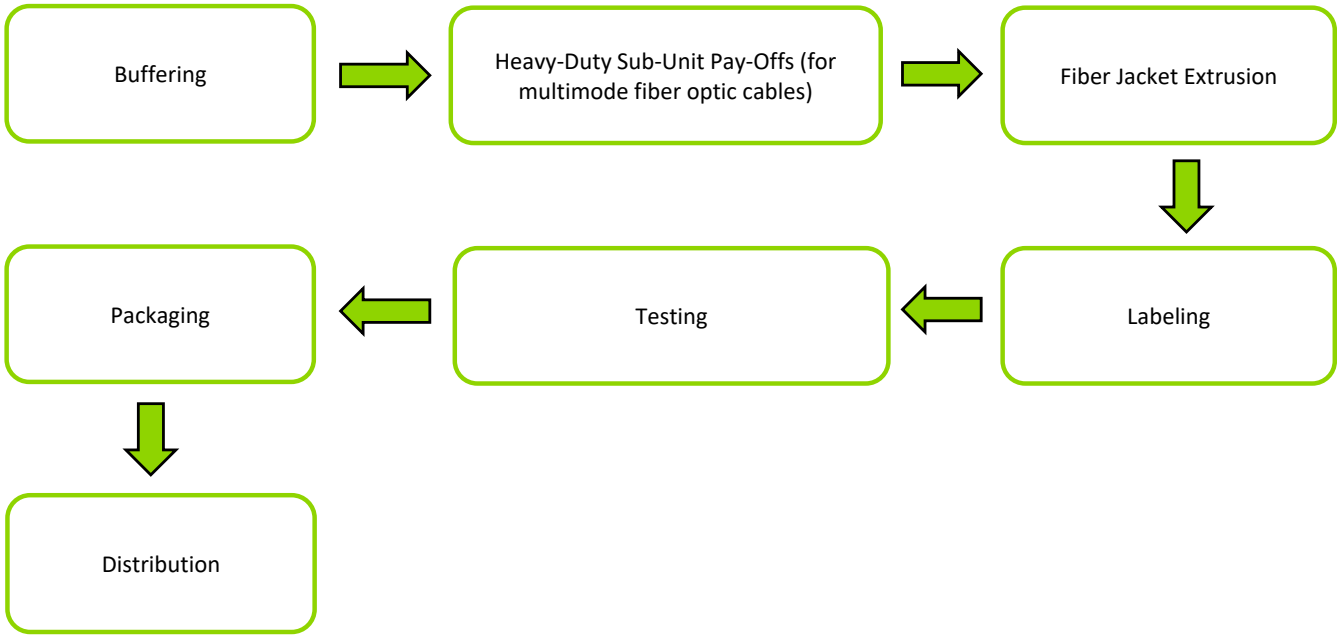 Buffering
Heavy-Duty Sub-Unit Pay-Offs (for
multimode fiber optic cables)
Fiber Jacket Extrusion
Labeling
Testing
Packaging
Distribution